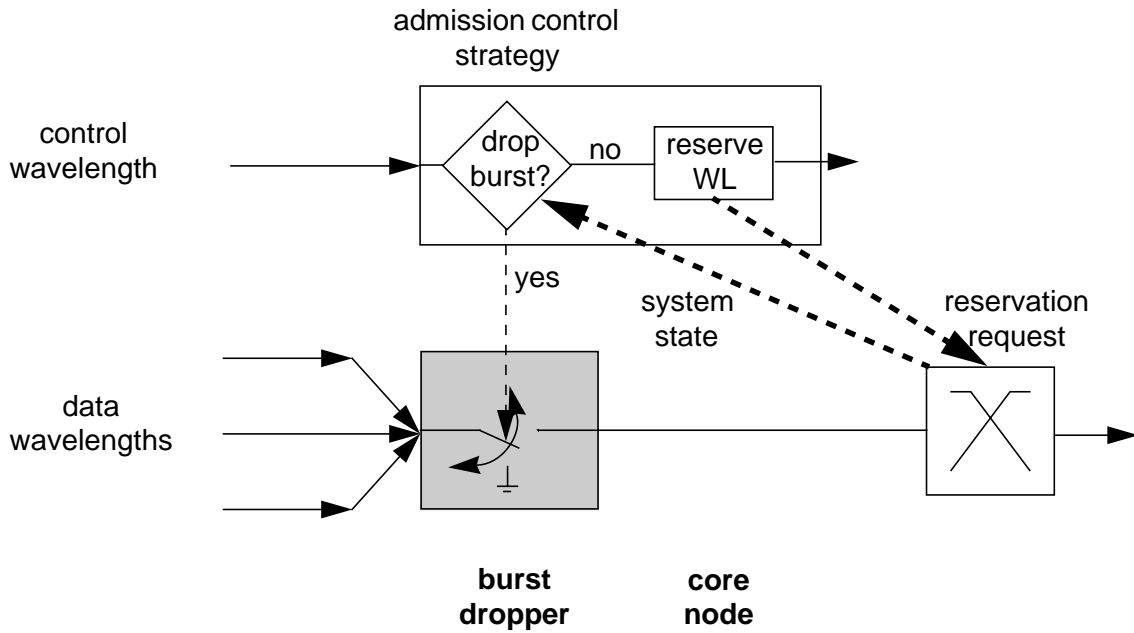 admission control
strategy
control
wavelength
drop
burst?
no
reserve
WL
yes
system
state
reservation
request
data
wavelengths
burst
dropper
core
node